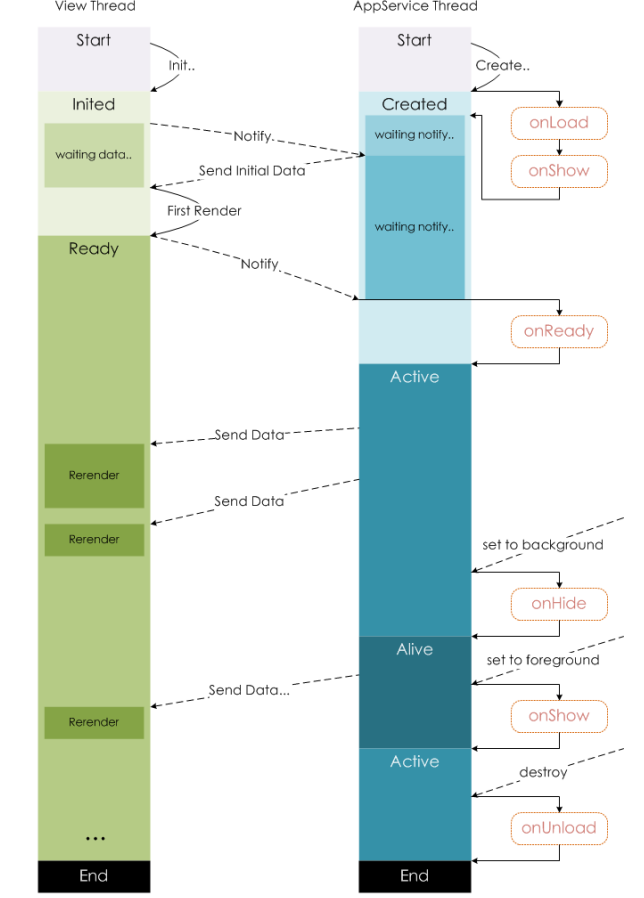 View Thread
AppService Thread
Start
Start
Init..
Create..
Inited
Created
onLoad
waiting data..
Notify.
waiting notify..
Send Initial Data
onShow
First Render
waiting notify..
Ready
Notify
onReady
Active
Send Data
Rerender
Send Data
Rerender
set to background
onHide
Alive
set to foreground
Send Data...
onShow
Rerender
Active
destroy
onUnload
...
End
End